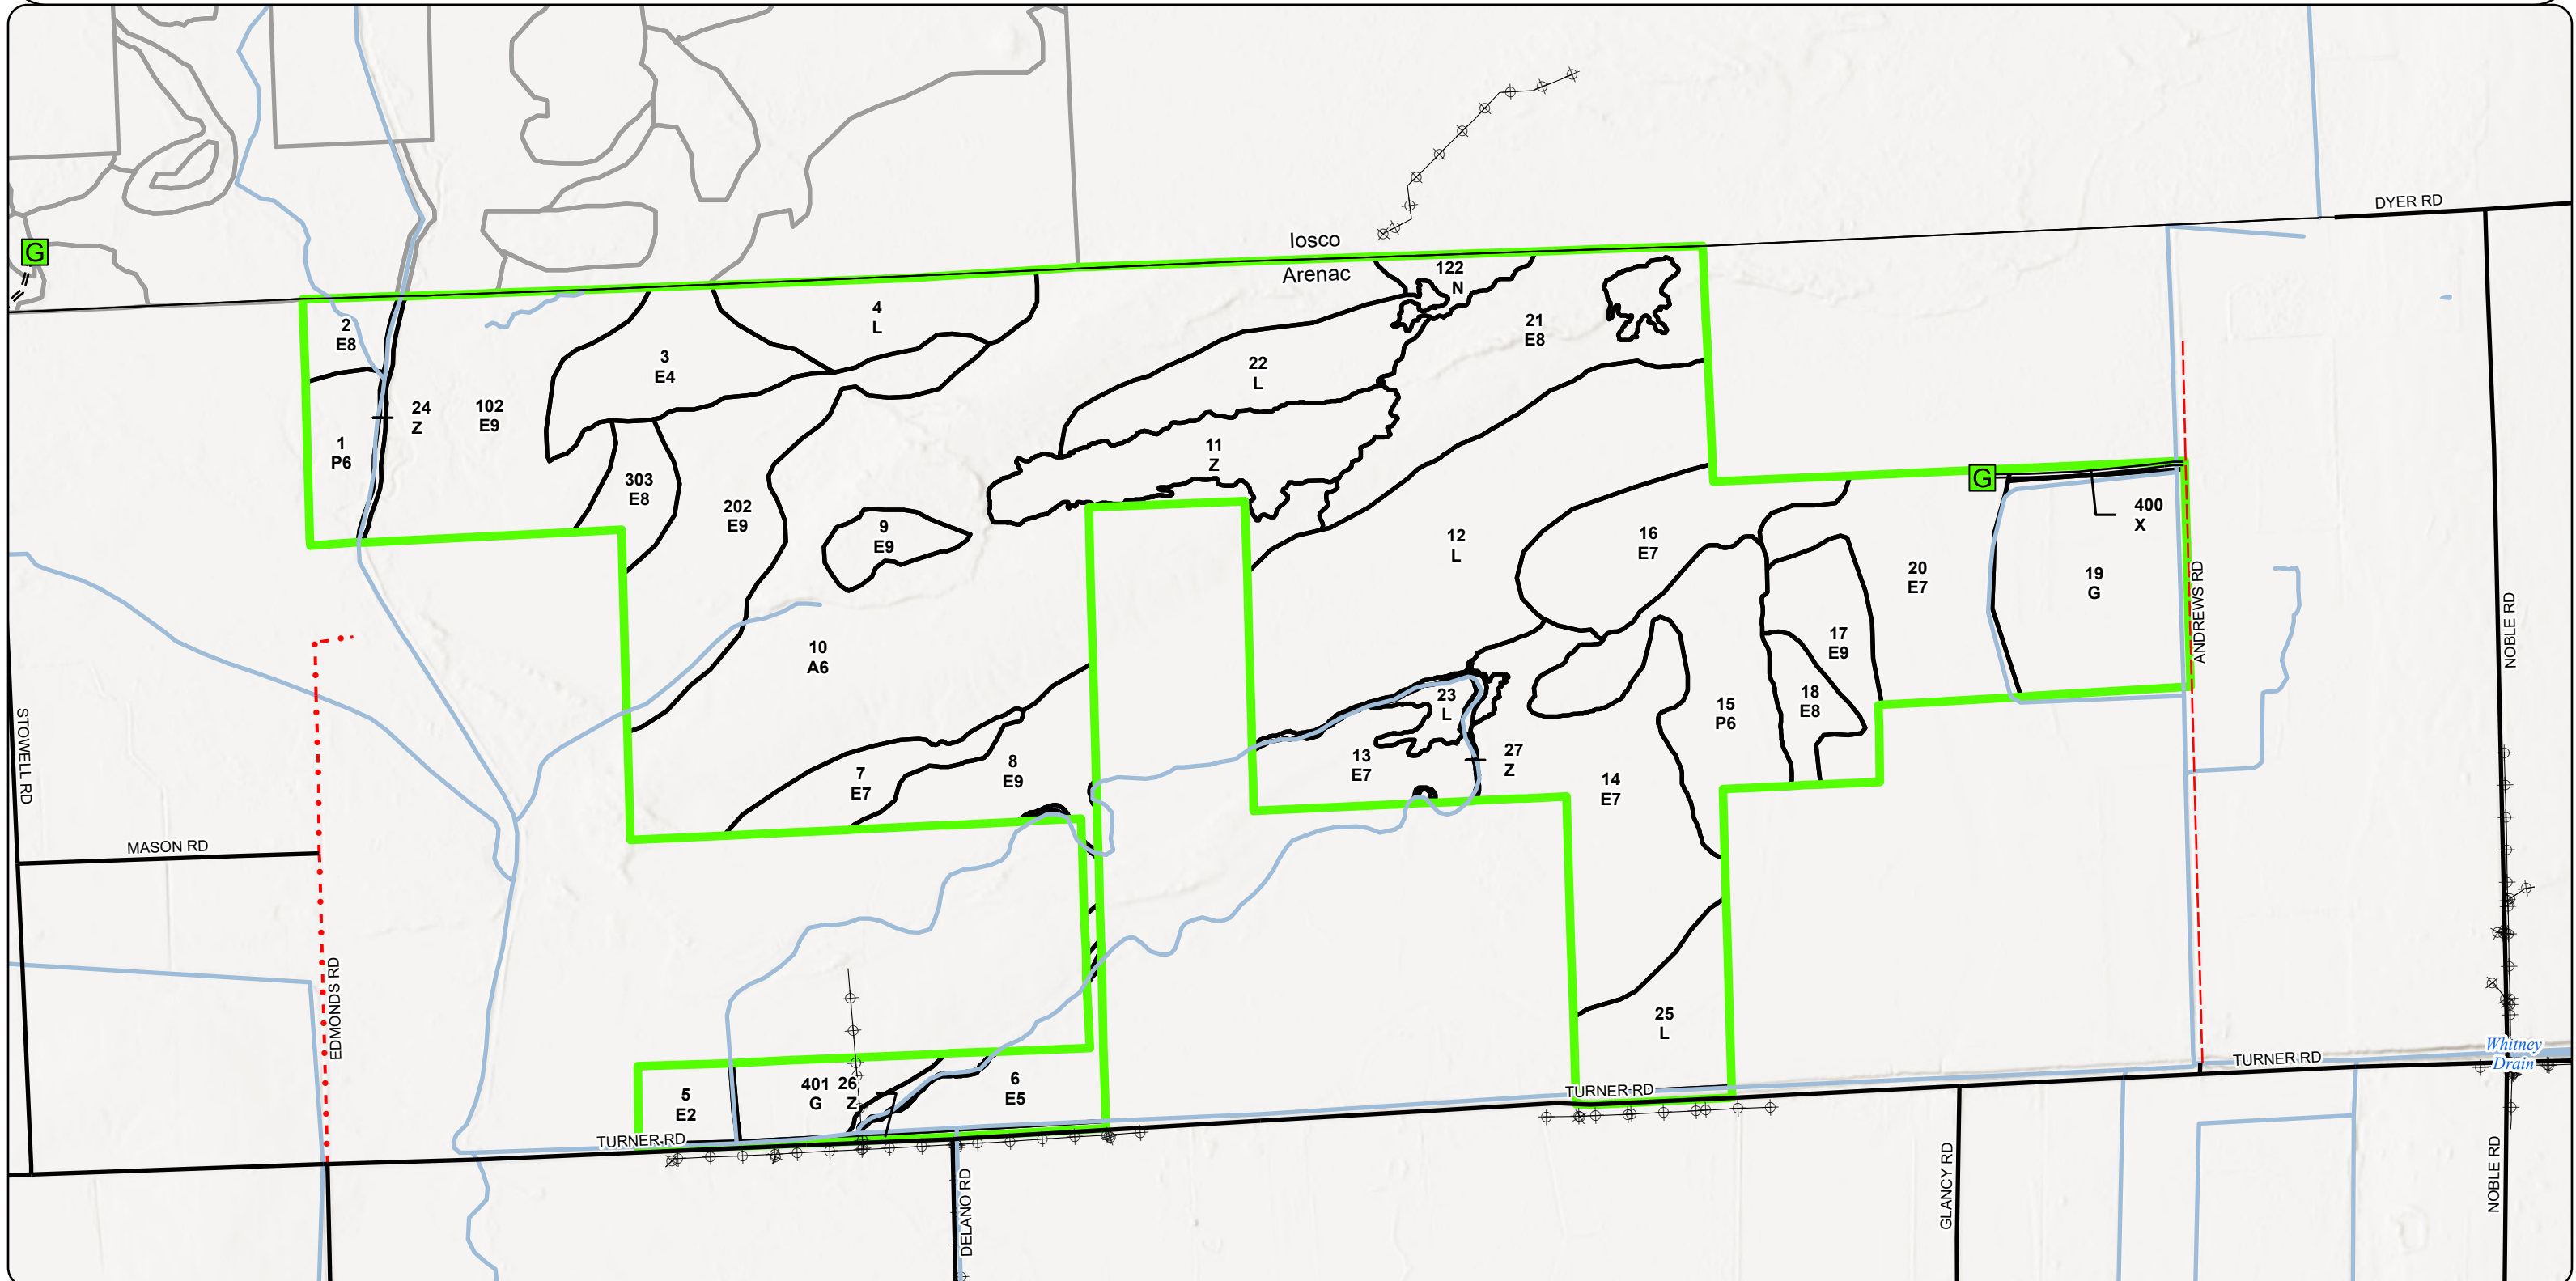 DYER RD
Iosco
Arenac
G
122
N
2
E8
4
L
21
E8
3
E4
22
L
24
Z
102
E9
1
P6
11
Z
303
E8
202
E9
9
E9
12
L
16
E7
G
400
X
20
E7
19
G
ANDREWS RD
NOBLE RD
10
A6
17
E9
18
E8
23
L
15
P6
STOWELL RD
7
E7
8
E9
13
E7
27
Z
14
E7
MASON RD
EDMONDS RD
25
L
Whitney
Drain
TURNER RD
TURNER RD
5
E2
401
G
26
Z
6
E5
TURNER RD
DELANO RD
GLANCY RD
NOBLE RD